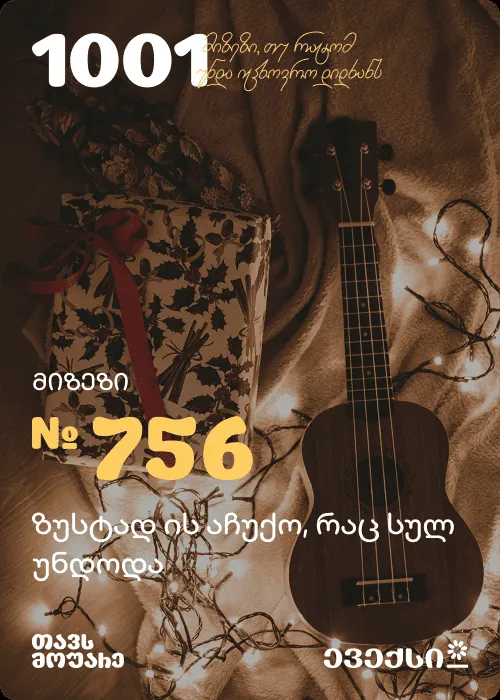 1001 მიზეზი, თუ რატომ
უნდა იცხოვრო დიდხანს
მიზეზი
№ 756
ზუსტად ის აჩუქო, რაც სულ
უნდოდა
თავს
მოუარე
ევექსი